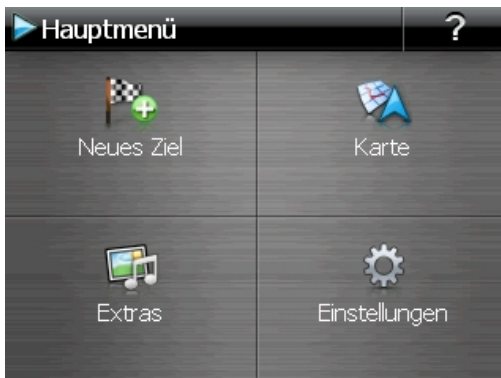 Hauptmenü
?
Neues Ziel
Karte
Extras
Einstellungen